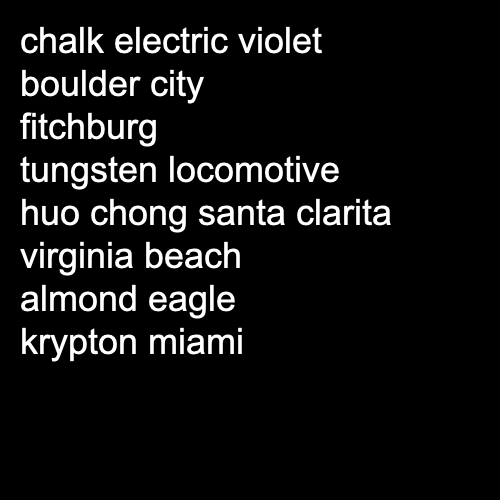 chalk electric violet
boulder city
fitchburg
tungsten locomotive
huo chong santa clarita
virginia beach
almond eagle
krypton miami